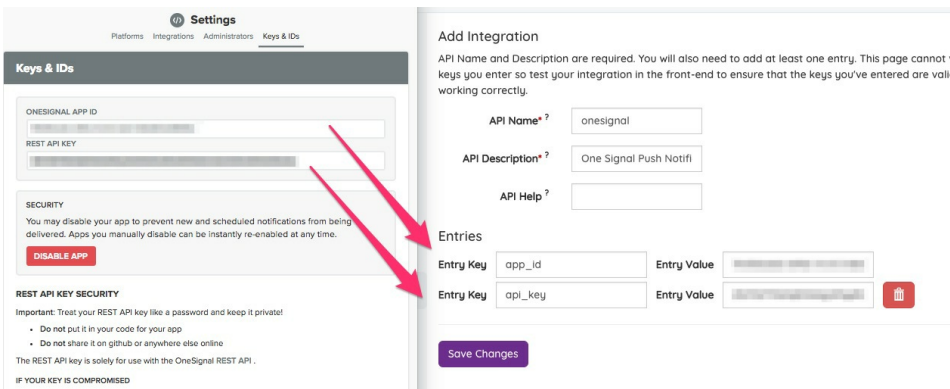 Settings
Platforms Integrations Administrators Keys & IDs
Keys & IDs
ONESIGNAL APP ID
REST API KEY
SECURITY
You may disable your app to prevent new and scheduled notifications from being
delivered. Apps you manually disable can be instantly re-enabled at any time.
DISABLE APP
REST API KEY SECURITY
Important: Treat your REST API key like a password and keep it private!
• Do not put it in your code for your app
• Do not share it on github or anywhere else online
The REST API key is solely for use with the OneSignal REST API .
IF YOUR KEY IS COMPROMISED
Add Integration
API Name and Description are required. You will also need to add at least one entry. This page cannot
keys you enter so test your integration in the front-end to ensure that the keys you've entered are vali
working correctly.
API Name* ? onesignal
API Description* ? One Signal Push Notifi
API Help ?
Entries
Entry Key app_id Entry Value
Entry Key api_key Entry Value
Save Changes